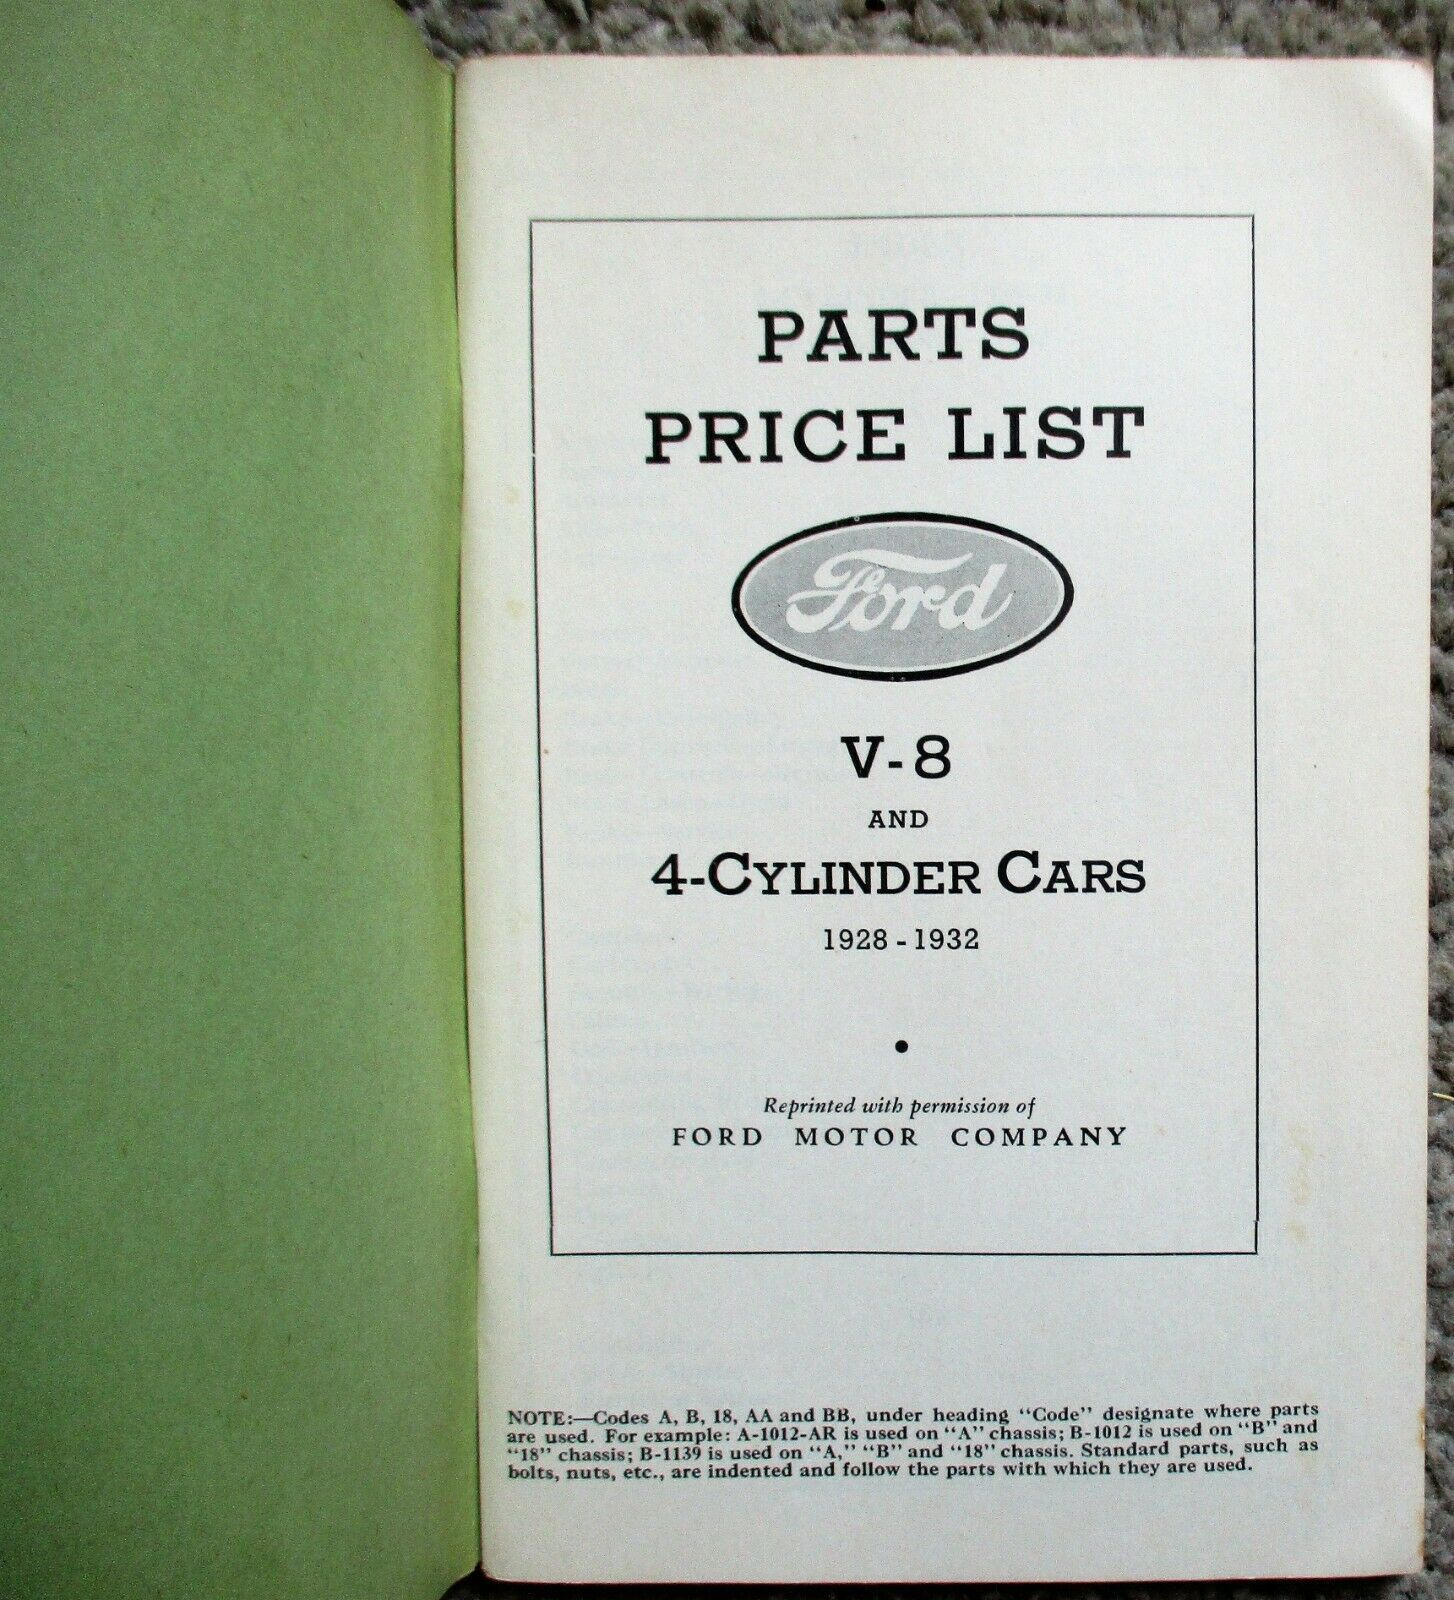 PARTS
PRICE LIST
Ford
V-8
AND
4-CYLINDER CARS
1928 - 1932
Reprinted with permission of
FORD MOTOR COMPANY
NOTE:—Codes A, B, 18, AA and BB, under heading "Code" designate where parts
are used. For example: A-1012-AR is used on "A" chassis; B-1012 is used on "B" and
"18" chassis; B-1139 is used on "A," "B" and "18" chassis. Standard parts, such as
bolts, nuts, etc., are indented and follow the parts with which they are used.